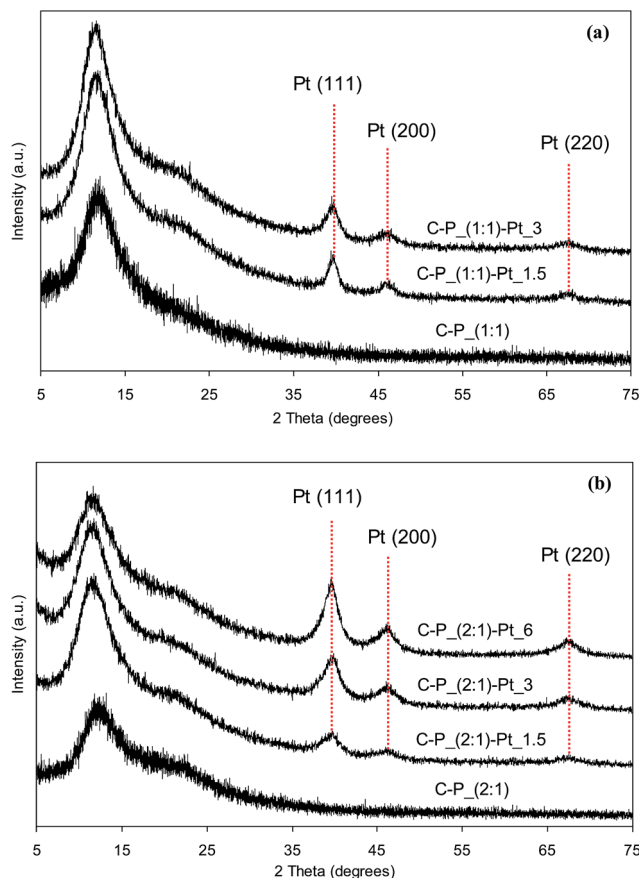 (a)
Pt (111)
Pt (200)
Pt (220)
Intensity (a.u.)
C-P_(1:1)-Pt_3
C-P_(1:1)-Pt_1.5
C-P_(1:1)
5 15 25 35 45 55 65 75
2 Theta (degrees)
(b)
Pt (111)
Pt (200)
Pt (220)
Intensity (a.u.)
C-P_(2:1)-Pt_6
C-P_(2:1)-Pt_3
C-P_(2:1)-Pt_1.5
C-P_(2:1)
5 15 25 35 45 55 65 75
2 Theta (degrees)